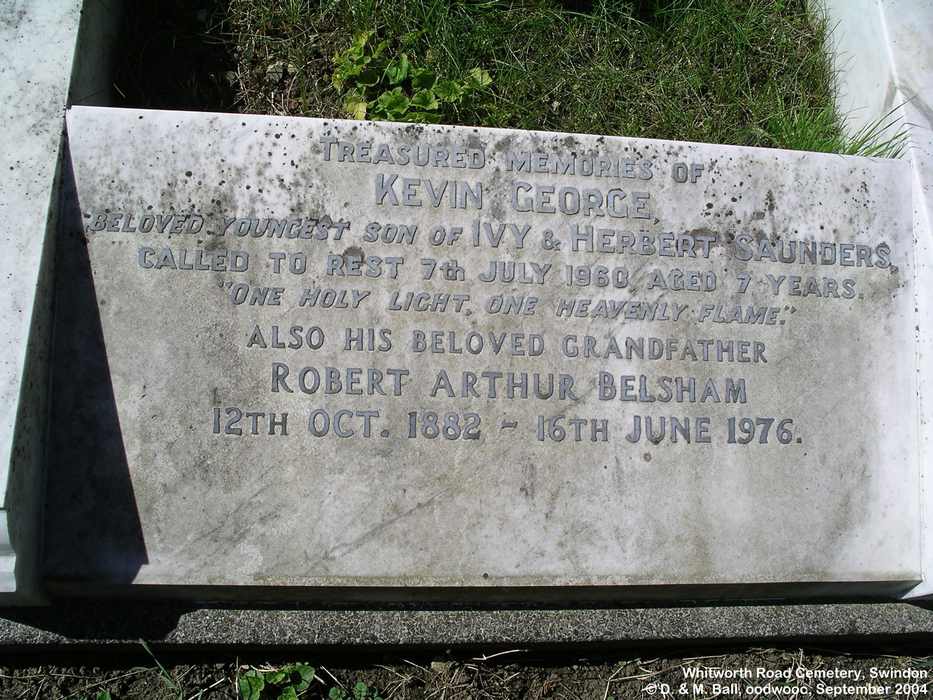 TREASURED MEMORIES OF
KEVIN GEORGE,
BELOVED YOUNGEST SON OF IVY & HERBERT SAUNDERS,
CALLED TO REST 7th JULY 1960, AGED 7 YEARS.
"ONE HOLY LIGHT, ONE HEAVENLY FLAME."
ALSO HIS BELOVED GRANDFATHER
ROBERT ARTHUR BELSHAM
12TH OCT. 1882 ~ 16TH JUNE 1976.
Whitworth Road Cemetery, Swindon
© D. & M. Ball, oodwooc, September 2004